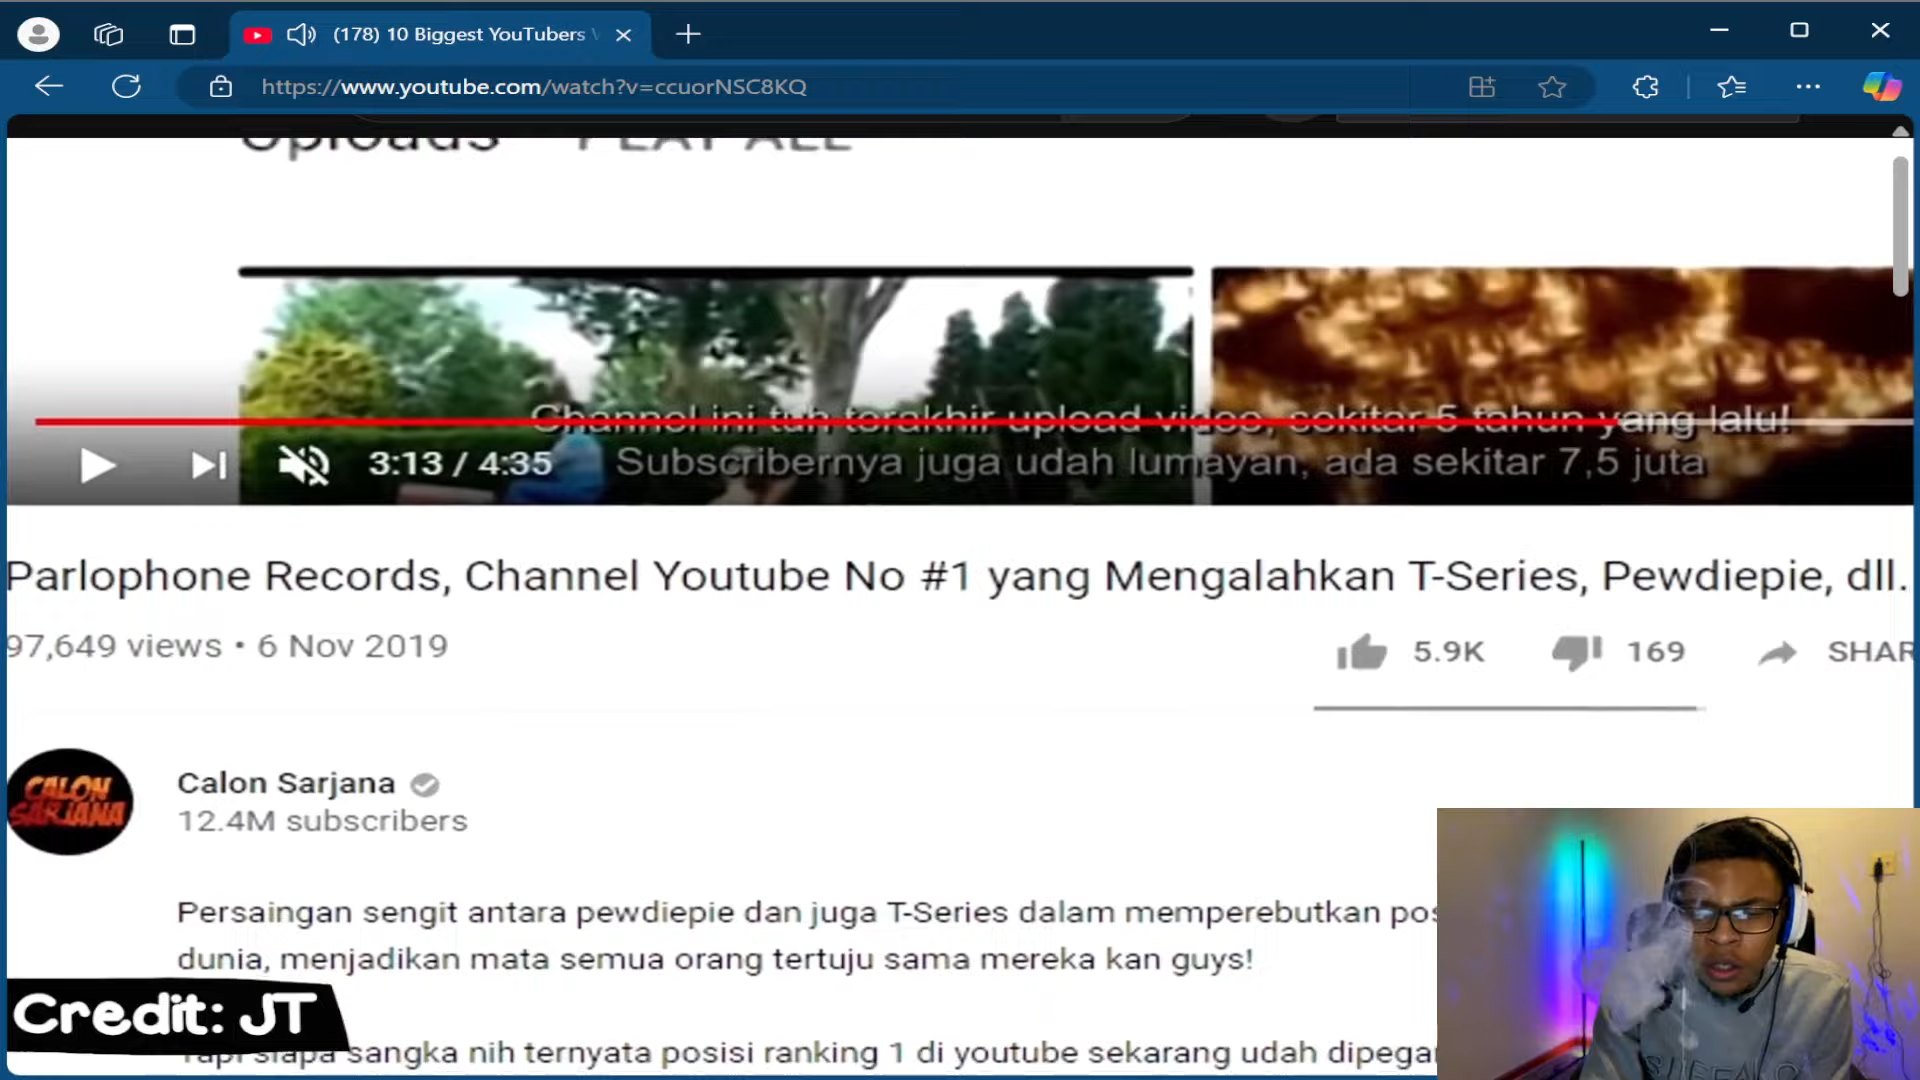 (178) 10 Biggest YouTubers
https://www.youtube.com/watch?v=ccuorNSC8KQ
Uploads PLAY ALL
Channel ini tuh terakhir upload video, sekitar 5 tahun yang lalu!
3:13 / 4:35
Subscribernya juga udah lumayan, ada sekitar 7,5 juta
Parlophone Records, Channel Youtube No #1 yang Mengalahkan T-Series, Pewdiepie, dll.
97,649 views • 6 Nov 2019
5.9K
169
SHAR
CALON
SARJANA
Calon Sarjana
12.4M subscribers
Persaingan sengit antara pewdiepie dan juga T-Series dalam memperebutkan pos
dunia, menjadikan mata semua orang tertuju sama mereka kan guys!
Credit: JT
Tapi siapa sangka nih ternyata posisi ranking 1 di youtube sekarang udah dipegan